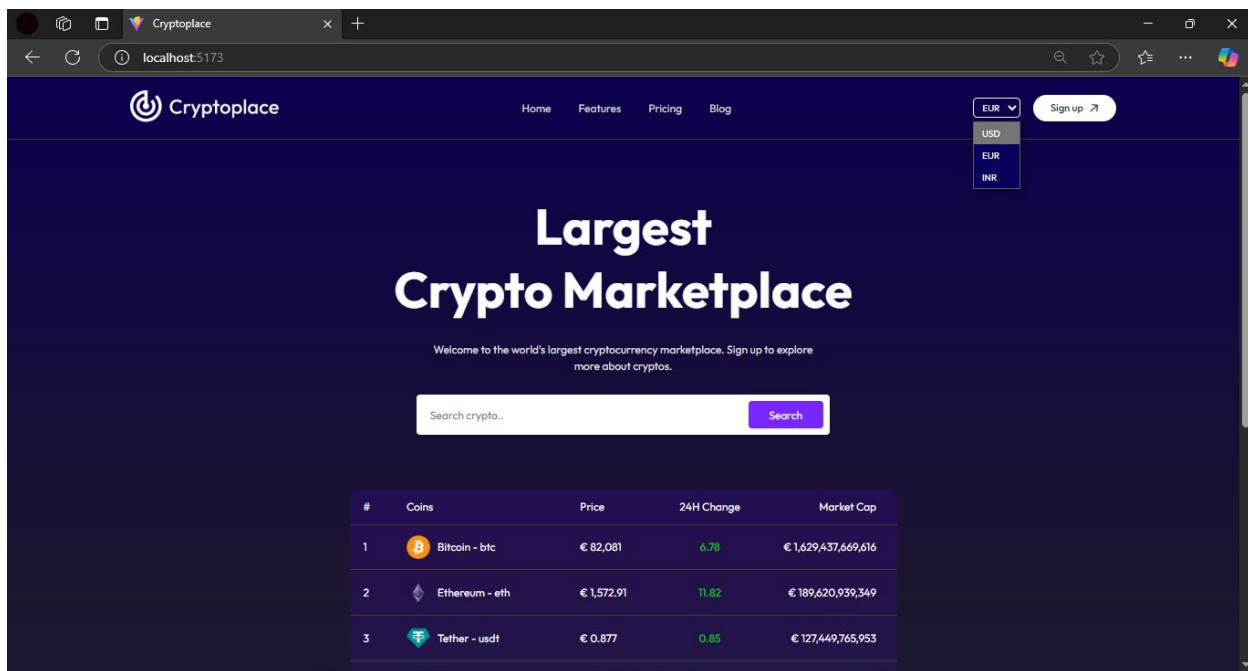 Cryptoplace
localhost:5173
Cryptoplace Home Features Pricing Blog EUR Sign up
USD
EUR
INR
Largest
Crypto Marketplace
Welcome to the world's largest cryptocurrency marketplace. Sign up to explore
more about cryptos.
Search crypto.. Search
# Coins Price 24H Change Market Cap
1 Bitcoin - btc € 82,081 6.78 € 1,629,437,669,616
2 Ethereum - eth € 1,572.91 11.82 € 189,620,939,349
3 Tether - usdt € 0.877 0.85 € 127,449,765,953